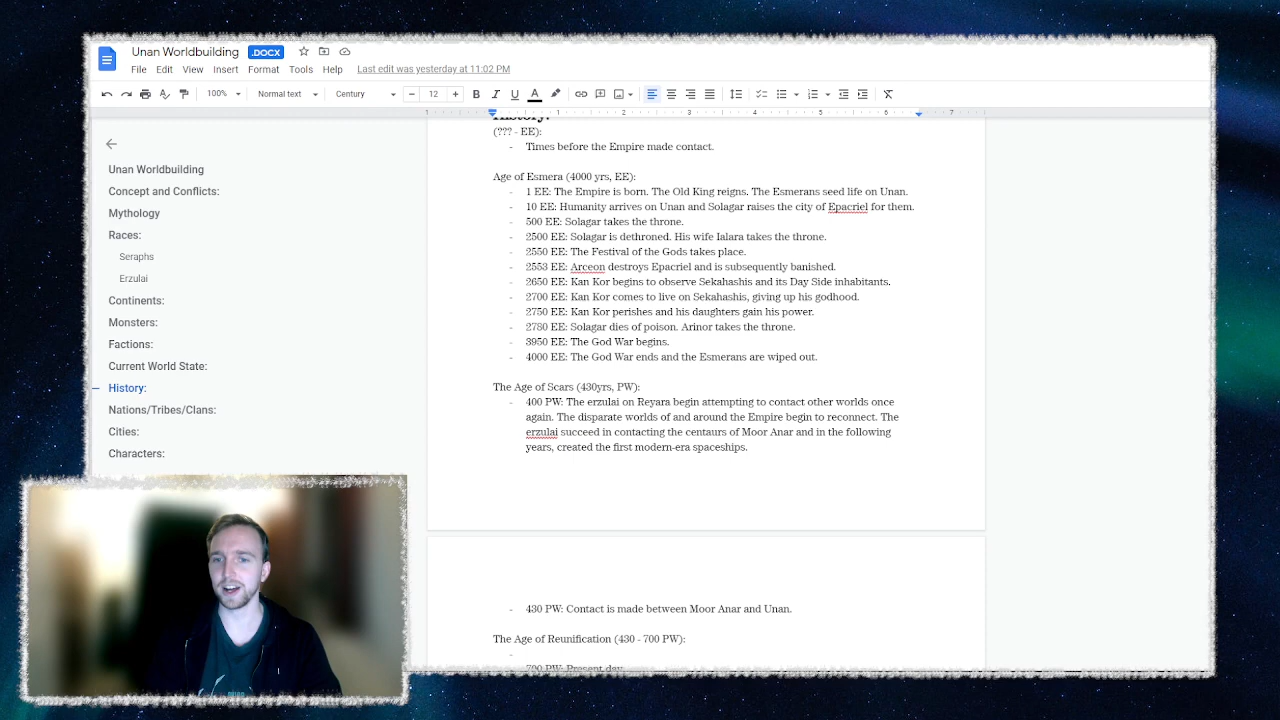 Unan Worldbuilding .DOCX
File Edit View Insert Format Tools Help Last edit was yesterday at 11:02 PM
100% Normal text Century 12 B I U A
1 1 2 3 4 5 6 7
Unan Worldbuilding
Concept and Conflicts:
Mythology
Races:
Seraphs
Erzulai
Continents:
Monsters:
Factions:
Current World State:
History:
Nations/Tribes/Clans:
Cities:
Characters:
History:
(??? - EE):
- Times before the Empire made contact.
Age of Esmera (4000 yrs, EE):
- 1 EE: The Empire is born. The Old King reigns. The Esmerans seed life on Unan.
- 10 EE: Humanity arrives on Unan and Solagar raises the city of Epacriel for them.
- 500 EE: Solagar takes the throne.
- 2500 EE: Solagar is dethroned. His wife Ialara takes the throne.
- 2550 EE: The Festival of the Gods takes place.
- 2553 EE: Arceon destroys Epacriel and is subsequently banished.
- 2650 EE: Kan Kor begins to observe Sekahashis and its Day Side inhabitants.
- 2700 EE: Kan Kor comes to live on Sekahashis, giving up his godhood.
- 2750 EE: Kan Kor perishes and his daughters gain his power.
- 2780 EE: Solagar dies of poison. Arinor takes the throne.
- 3950 EE: The God War begins.
- 4000 EE: The God War ends and the Esmerans are wiped out.
The Age of Scars (430yrs, PW):
- 400 PW: The erzulai on Reyara begin attempting to contact other worlds once
again. The disparate worlds of and around the Empire begin to reconnect. The
erzulai succeed in contacting the centaurs of Moor Anar and in the following
years, created the first modern-era spaceships.
- 430 PW: Contact is made between Moor Anar and Unan.
The Age of Reunification (430 - 700 PW):
-
700 PW: Present day